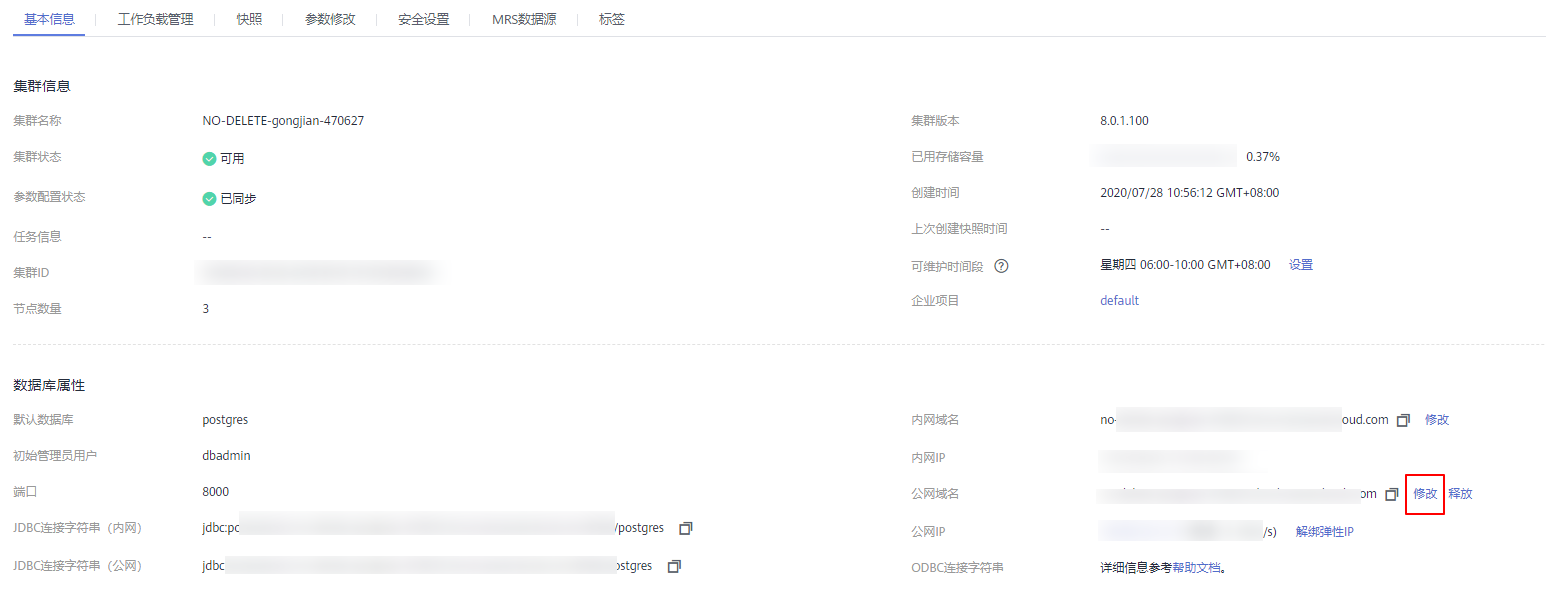 基本信息 工作负载管理 快照 参数修改 安全设置 MRS数据源 标签
集群信息
集群名称 NO-DELETE-gongjian-470627 集群版本 8.0.1.100
集群状态 可用 已用存储容量 0.37%
参数配置状态 已同步 创建时间 2020/07/28 10:56:12 GMT+08:00
任务信息 -- 上次创建快照时间 --
集群ID 可维护时间段 ? 星期四 06:00-10:00 GMT+08:00 设置
节点数量 3 企业项目 default
数据库属性
默认数据库 postgres 内网域名 no- oud.com 修改
初始管理员用户 dbadmin 内网IP
端口 8000 公网域名 om 修改 释放
JDBC连接字符串（内网） jdbc:po /postgres 公网IP /s) 解绑弹性IP
JDBC连接字符串（公网） jdbc ostgres ODBC连接字符串 详细信息参考帮助文档。